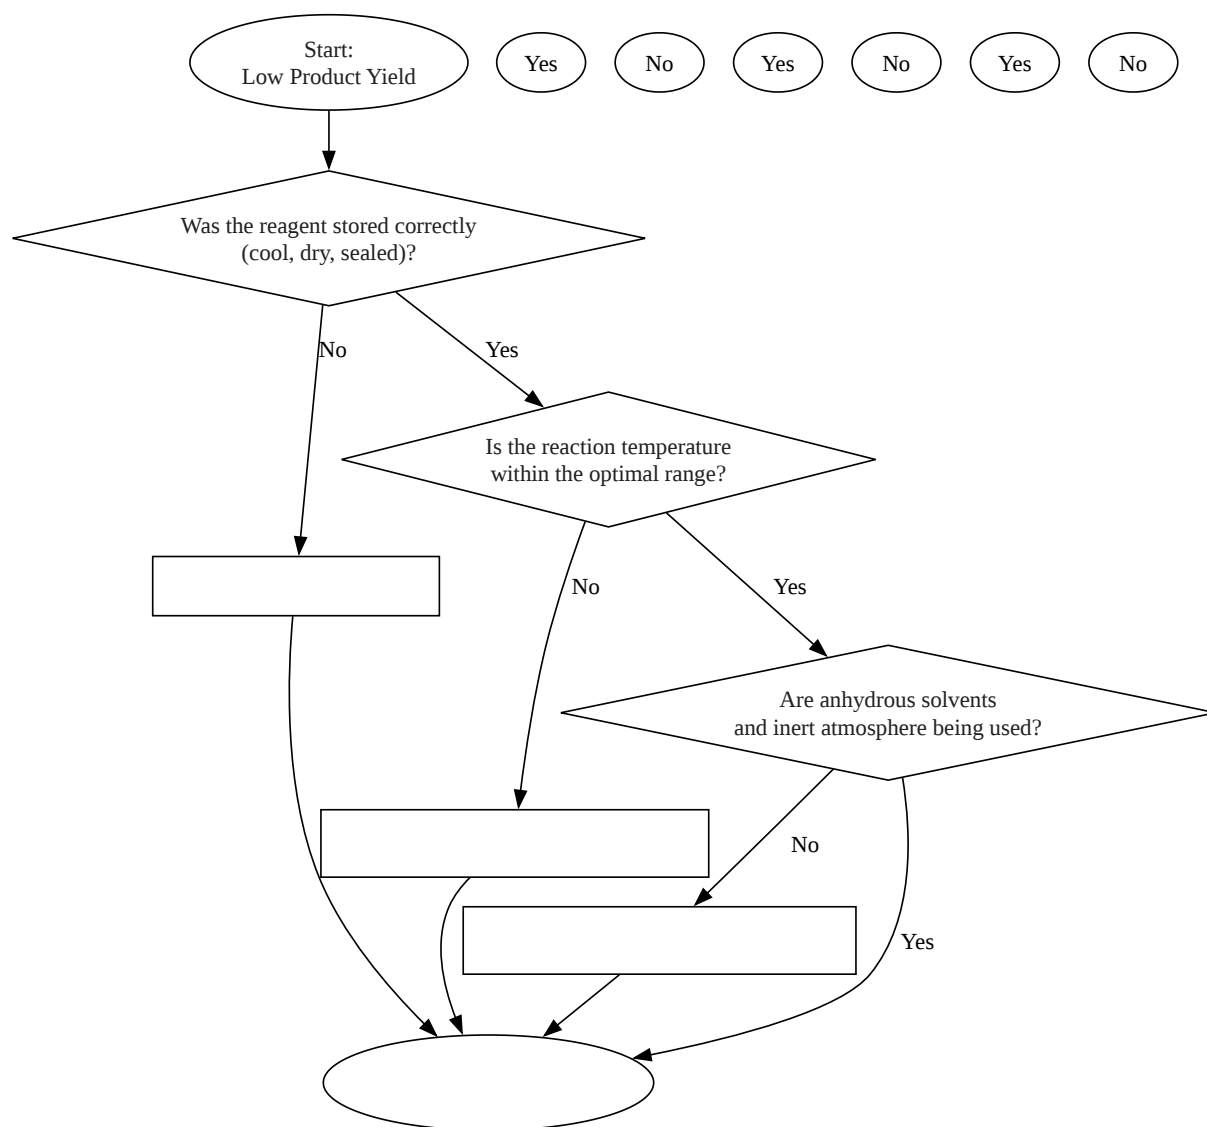 Start:
Low Product Yield
Yes
No
Yes
No
Yes
No
Was the reagent stored correctly
(cool, dry, sealed)?
No
Yes
Is the reaction temperature
within the optimal range?
No
Yes
Are anhydrous solvents
and inert atmosphere being used?
No
Yes